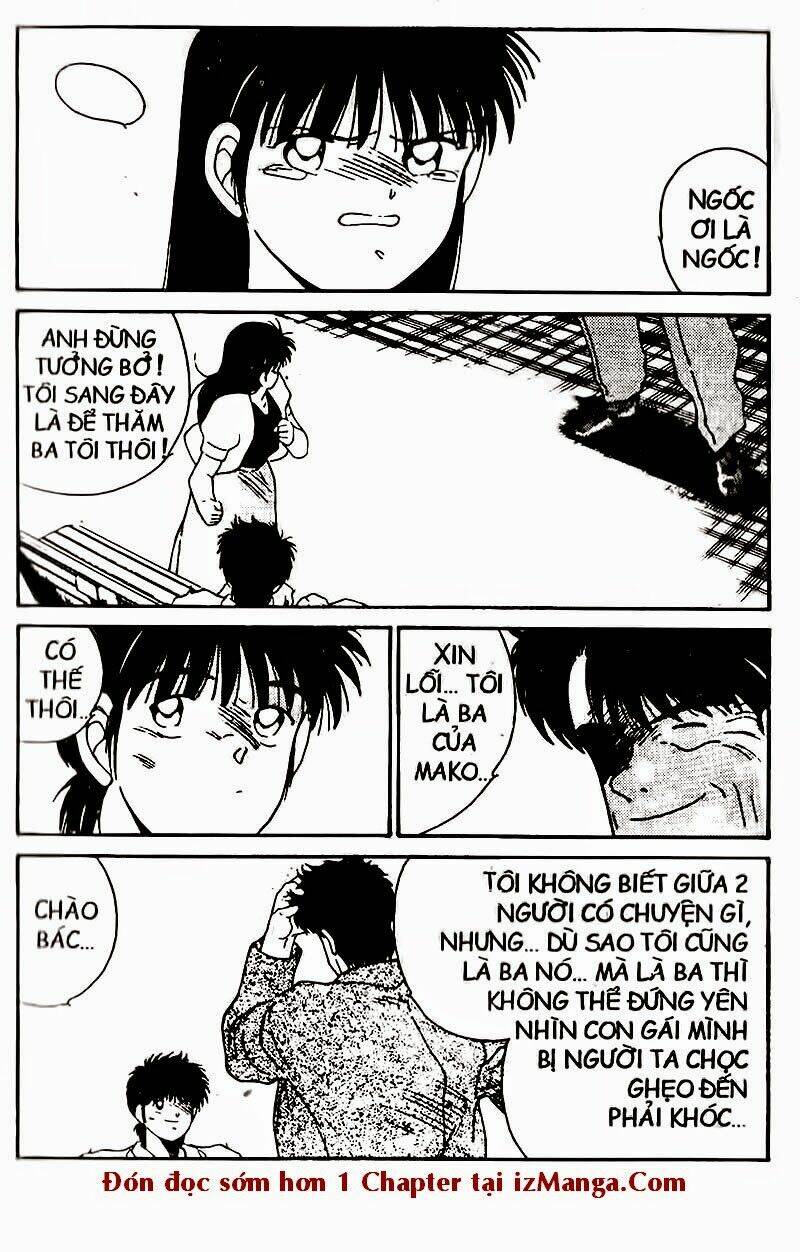 NGỐC
ƠI LÀ
NGỐC!
ANH ĐỪNG
TƯỞNG BỞ!
TÔI SANG ĐÂY
LÀ ĐỂ THĂM
BA TÔI THÔI!
CÓ
THẾ
THÔI..
XIN
LỖI... TÔI
LÀ BA
CỦA
MAKO...
CHÀO
BÁC...
TÔI KHÔNG BIẾT GIỮA 2
NGƯỜI CÓ CHUYỆN GÌ,
NHƯNG... DÙ SAO TÔI CŨNG
LÀ BA NÓ... MÀ LÀ BA THÌ
KHÔNG THỂ ĐỨNG YÊN
NHÌN CON GÁI MÌNH
BỊ NGƯỜI TA CHỌC
GHẸO ĐẾN
PHẢI KHÓC...
Đón đọc sớm hơn 1 Chapter tại izManga.Com